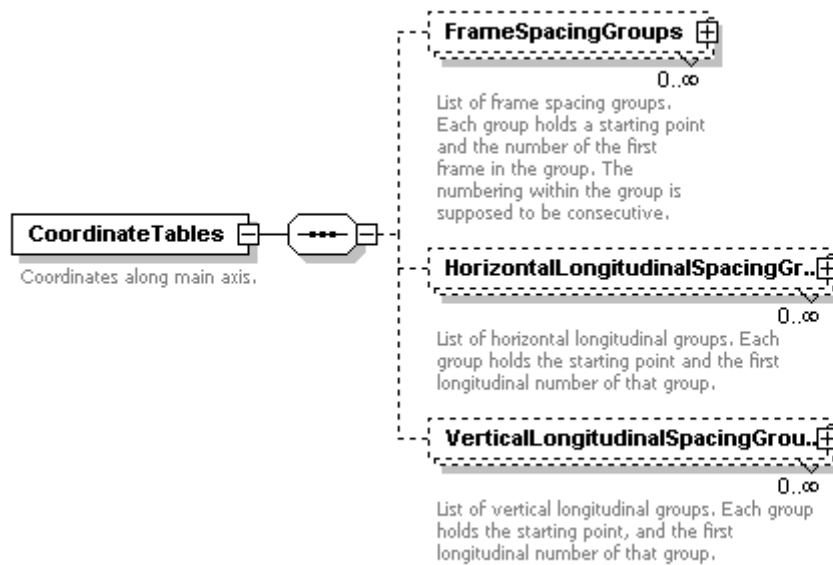 FrameSpacingGroups
0..∞
List of frame spacing groups.
Each group holds a starting point
and the number of the first
frame in the group. The
numbering within the group is
supposed to be consecutive.
CoordinateTables
Coordinates along main axis.
HorizontalLongitudinalSpacingGr..
0..∞
List of horizontal longitudinal groups. Each
group holds the starting point and the first
longitudinal number of that group.
VerticalLongitudinalSpacingGrou..
0..∞
List of vertical longitudinal groups. Each group
holds the starting point, and the first
longitudinal number of that group.